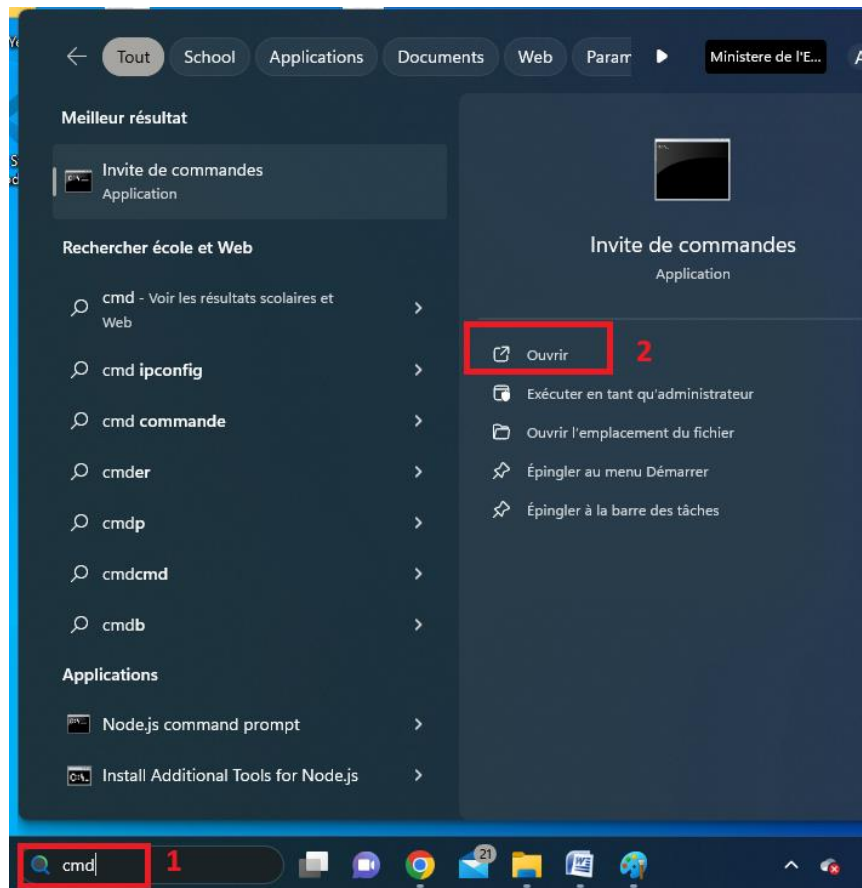 Tout School Applications Documents Web Param Ministere de l'E...
Meilleur résultat
Invite de commandes
Application
Rechercher école et Web
cmd - Voir les résultats scolaires et
Web
cmd ipconfig
cmd commande
cmder
cmdp
cmdcmd
cmdb
Applications
Node.js command prompt
Install Additional Tools for Node.js
Invite de commandes
Application
Ouvrir 2
Exécuter en tant qu'administrateur
Ouvrir l'emplacement du fichier
Épingler au menu Démarrer
Épingler à la barre des tâches
cmd 1
21